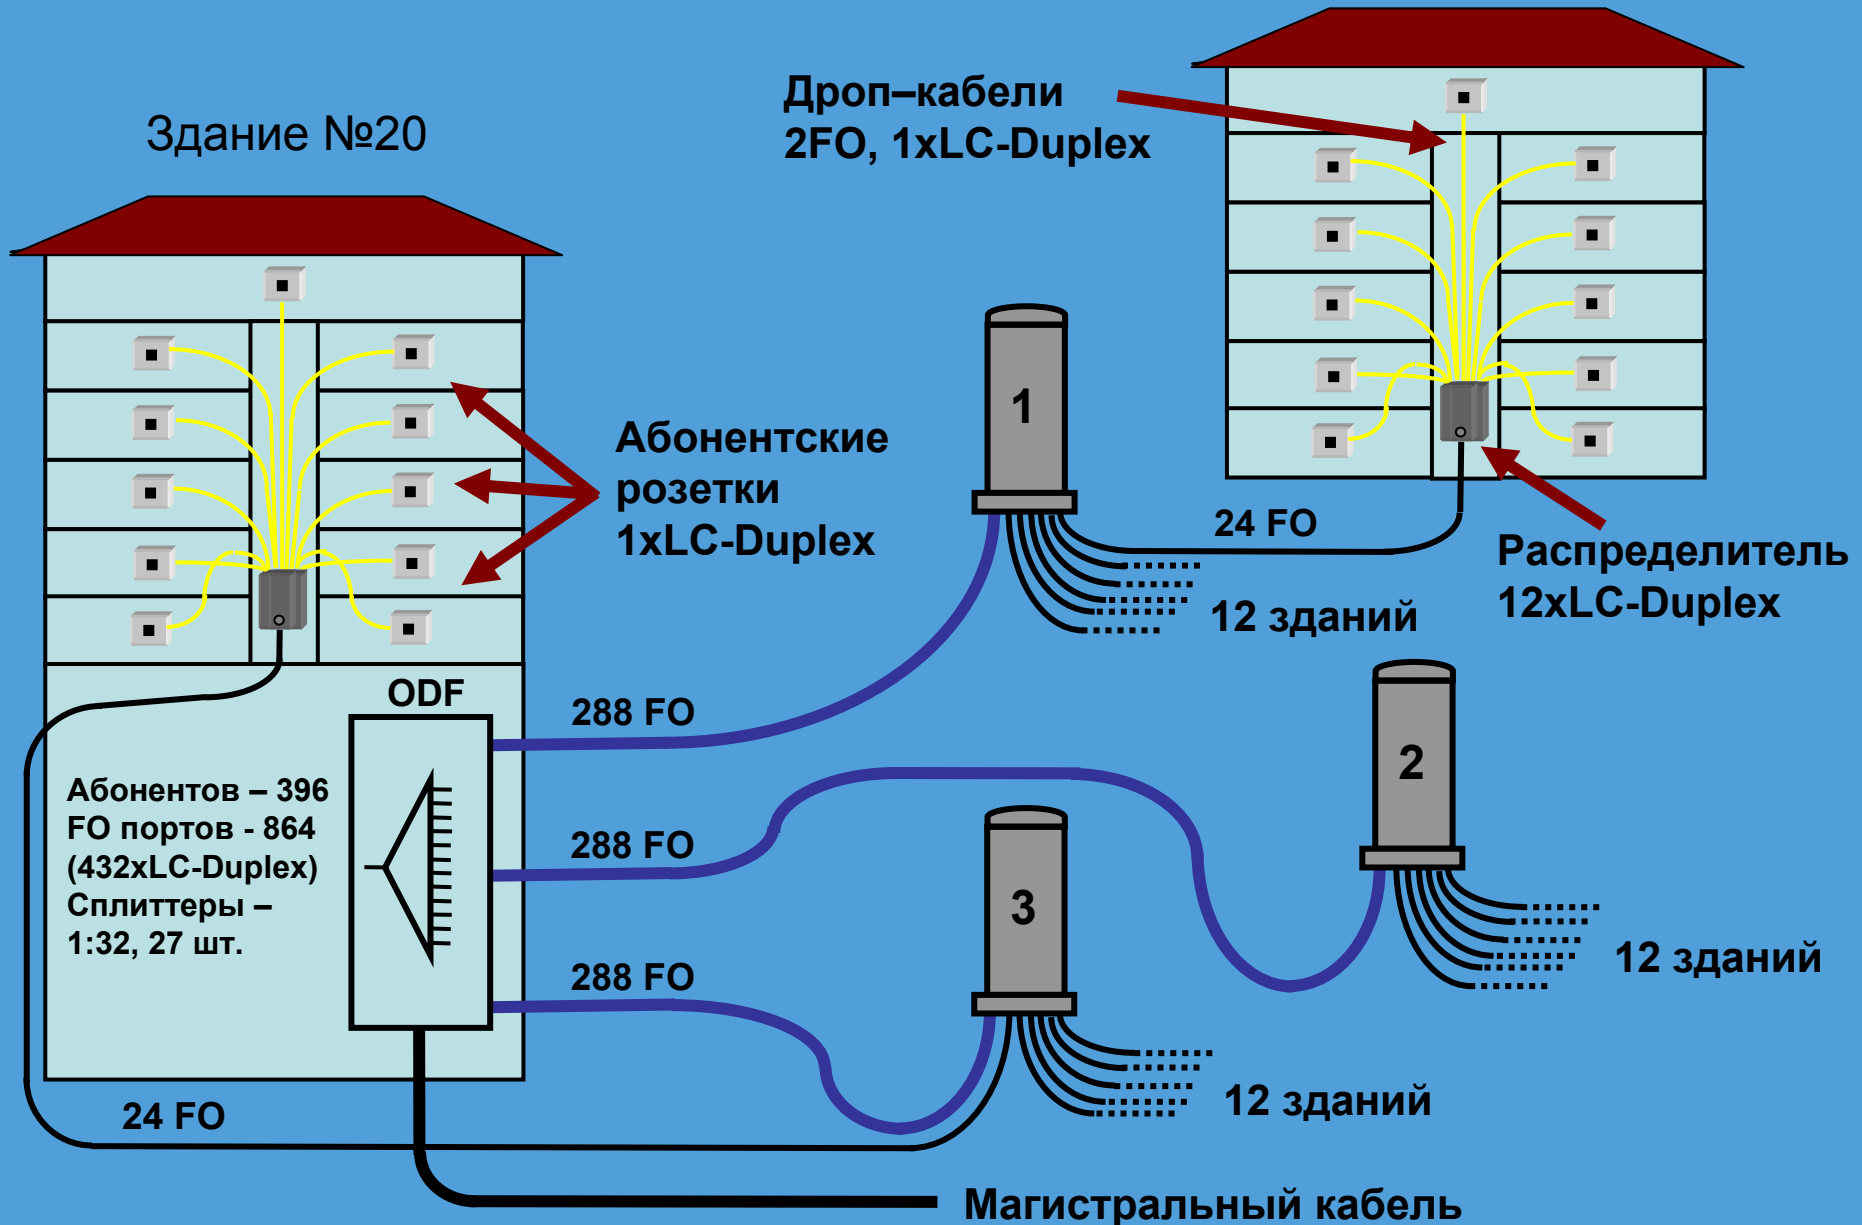 Здание №20
Дроп–кабели
2FO, 1xLC-Duplex
Абонентские
розетки
1xLC-Duplex
1
24 FO
12 зданий
Распределитель
12xLC-Duplex
ODF
288 FO
Абонентов – 396
FO портов - 864
(432xLC-Duplex)
Сплиттеры –
1:32, 27 шт.
288 FO
2
12 зданий
288 FO
3
12 зданий
24 FO
Магистральный кабель